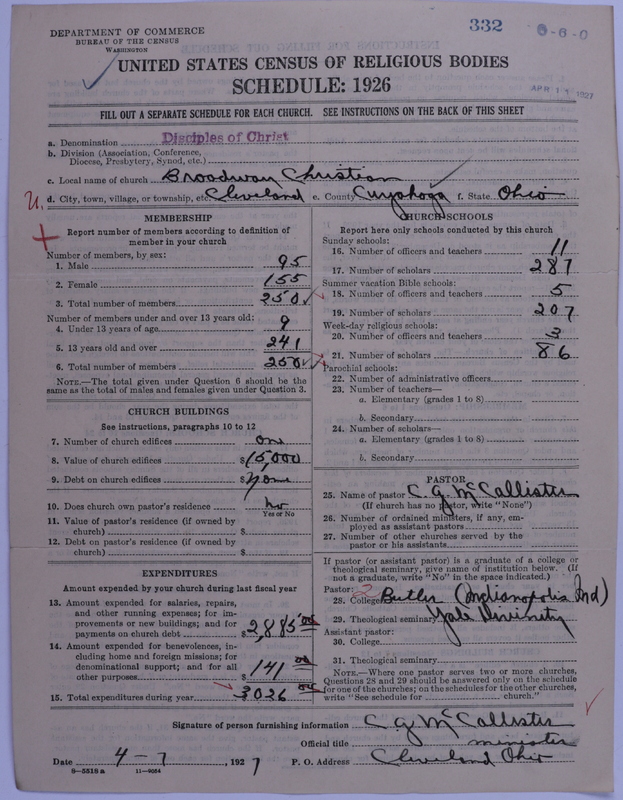 DEPARTMENT OF COMMERCE
BUREAU OF THE CENSUS
WASHINGTON
332
UNITED STATES CENSUS OF RELIGIOUS BODIES
SCHEDULE: 1926
APR 11 1927
FILL OUT A SEPARATE SCHEDULE FOR EACH CHURCH. SEE INSTRUCTIONS ON THE BACK OF THIS SHEET
a. Denomination Disciples of Christ
b. Division (Association, Conference,
Diocese, Presbytery, Synod, etc.)
c. Local name of church Broadway Christian
U. d. City, town, village, or township, etc. Cleveland e. County Cuyahoga f. State Ohio
MEMBERSHIP
Report number of members according to definition of
member in your church
Number of members, by sex:
1. Male 95
2. Female 155
3. Total number of members 250
Number of members under and over 13 years old:
4. Under 13 years of age 9
5. 13 years old and over 241
6. Total number of members 250
NOTE.—The total given under Question 6 should be the
same as the total of males and females given under Question 3.
CHURCH BUILDINGS
See instructions, paragraphs 10 to 12
7. Number of church edifices one
8. Value of church edifices $15,000
9. Debt on church edifices $None
10. Does church own pastor's residence no
Yes or No
11. Value of pastor's residence (if owned by
church) $
12. Debt on pastor's residence (if owned by
church) $
EXPENDITURES
Amount expended by your church during last fiscal year
13. Amount expended for salaries, repairs,
and other running expenses; for im-
provements or new buildings; and for
payments on church debt $2,885 00
14. Amount expended for benevolences, in-
cluding home and foreign missions; for
denominational support; and for all
other purposes $141 00
15. Total expenditures during year 3026 00
CHURCH SCHOOLS
Report here only schools conducted by this church
Sunday schools:
16. Number of officers and teachers 11
17. Number of scholars 287
Summer vacation Bible schools:
18. Number of officers and teachers 5
19. Number of scholars 207
Week-day religious schools:
20. Number of officers and teachers 3
21. Number of scholars 86
Parochial schools:
22. Number of administrative officers
23. Number of teachers—
a. Elementary (grades 1 to 8)
b. Secondary
24. Number of scholars—
a. Elementary (grades 1 to 8)
b. Secondary
PASTOR
25. Name of pastor C. G. McCallister
(If church has no pastor, write "None")
26. Number of ordained ministers, if any, em-
ployed as assistant pastors
27. Number of other churches served by the
pastor or his assistants
If pastor (or assistant pastor) is a graduate of a college or
theological seminary, give name of institution below. (If
not a graduate, write "No" in the space indicated.)
Pastor:
28. College Butler (Indianapolis Ind)
29. Theological seminary Yale Divinity
Assistant pastor:
30. College
31. Theological seminary
NOTE.—Where one pastor serves two or more churches,
Questions 28 and 29 should be answered only on the schedule
for one of the churches; on the schedules for the other churches,
write "See schedule for church."
Signature of person furnishing information C. G. McCallister
Official title minister
Date 4-7, 1927 P. O. Address Cleveland Ohio
8—5518 a 11—9054